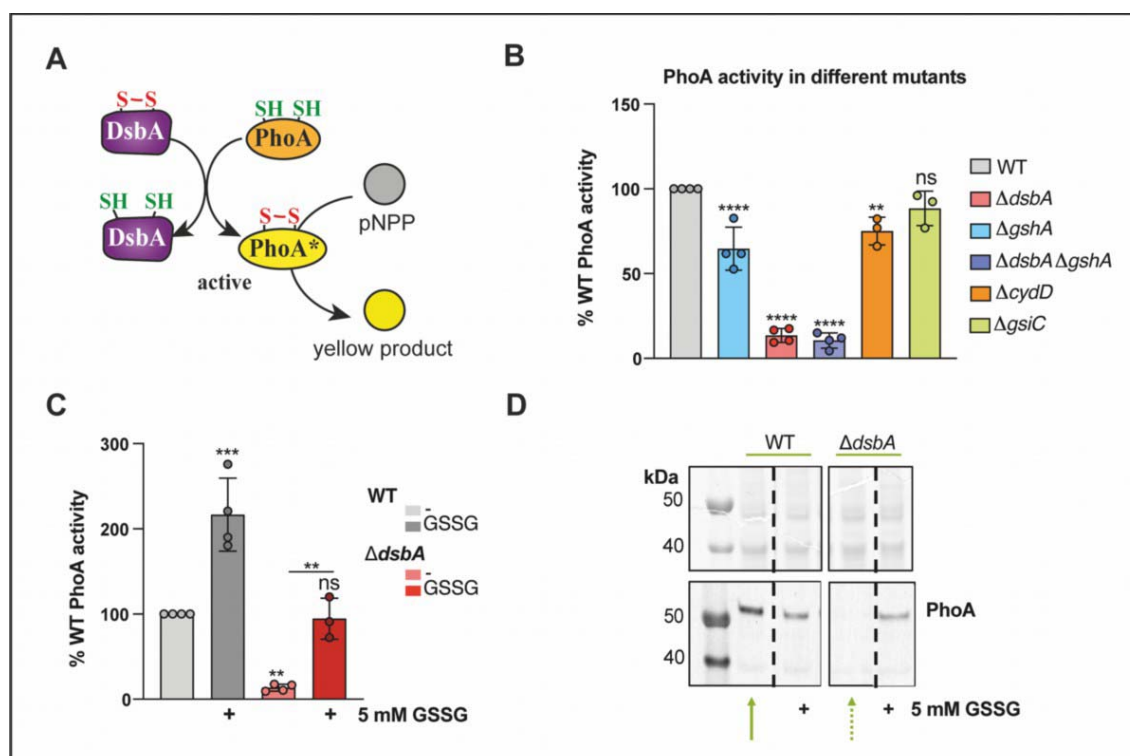 A
S–S
DsbA
SH SH
PhoA
SH SH
DsbA
S–S
PhoA*
active
pNPP
yellow product
B
PhoA activity in different mutants
% WT PhoA activity
150
100
50
0
****
****
****
**
ns
WT
ΔdsbA
ΔgshA
ΔdsbA ΔgshA
ΔcydD
ΔgsiC
C
% WT PhoA activity
300
200
100
0
***
**
**
ns
WT
-
GSSG
ΔdsbA
-
GSSG
+ + 5 mM GSSG
D
WT ΔdsbA
kDa
50
40
50
40
PhoA
+ + 5 mM GSSG